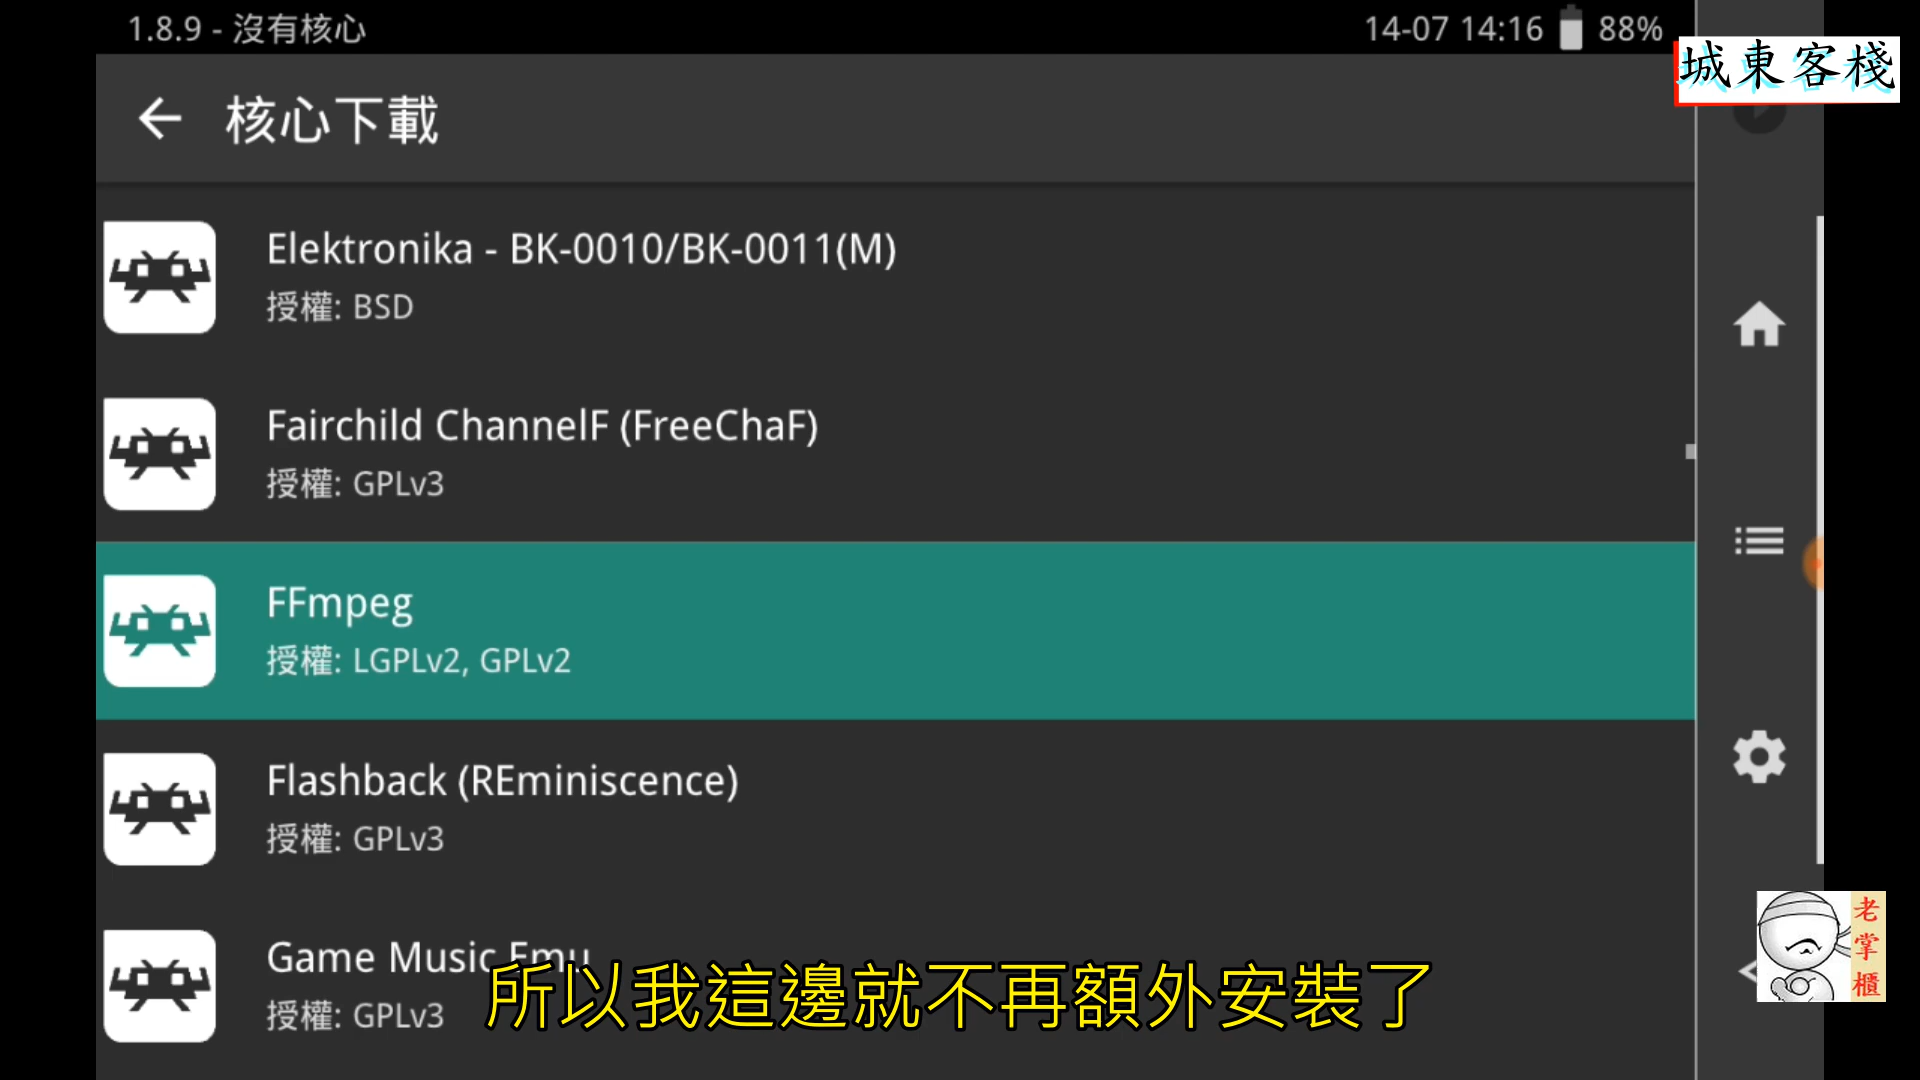 1.8.9 - 沒有核心
14-07 14:16 88%
城東客棧
核心下載
Elektronika - BK-0010/BK-0011(M)
授權: BSD
Fairchild ChannelF (FreeChaF)
授權: GPLv3
FFmpeg
授權: LGPLv2, GPLv2
Flashback (REminiscence)
授權: GPLv3
Game Music Emu
授權: GPLv3
所以我這邊就不再額外安裝了
老掌櫃